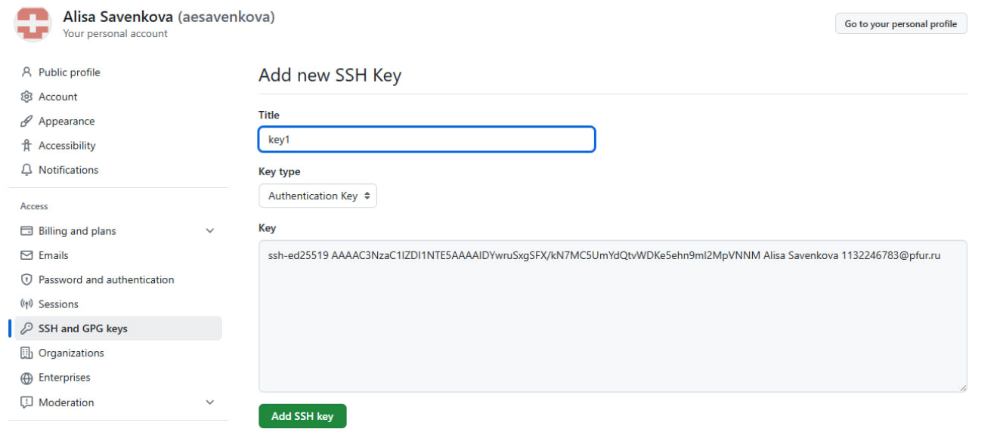 Alisa Savenkova (aesavenkova)
Your personal account
Go to your personal profile
Public profile
Account
Appearance
Accessibility
Notifications
Access
Billing and plans
Emails
Password and authentication
Sessions
SSH and GPG keys
Organizations
Enterprises
Moderation
Add new SSH Key
Title
key1
Key type
Authentication Key
Key
ssh-ed25519 AAAAC3NzaC1lZDI1NTE5AAAAIDYwruSxgSFX/kN7MC5UmYdQtvWDKe5ehn9ml2MpVNNM Alisa Savenkova 1132246783@pfur.ru
Add SSH key